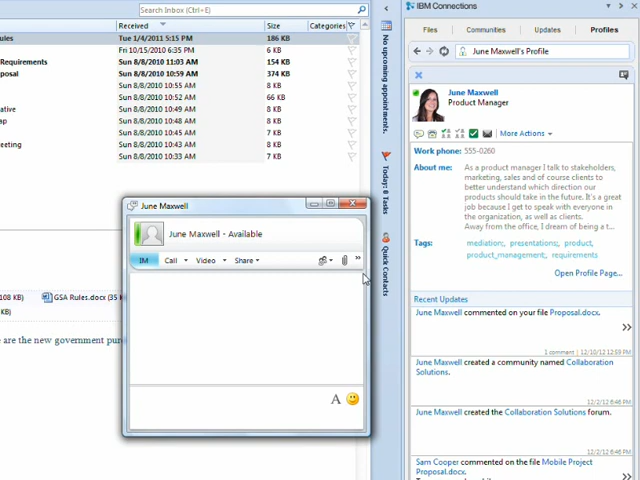 Search Inbox (Ctrl+E)
Received Size Categories
ules Tue 1/4/2011 5:15 PM 186 KB
Fri 10/15/2010 6:35 PM 6 KB
Requirements Sun 8/8/2010 11:03 AM 154 KB
posal Sun 8/8/2010 10:59 AM 374 KB
Sun 8/8/2010 10:55 AM 8 KB
Sun 8/8/2010 10:52 AM 66 KB
ative Sun 8/8/2010 10:49 AM 8 KB
ap Sun 8/8/2010 10:48 AM 8 KB
Sun 8/8/2010 10:45 AM 7 KB
eeting Sun 8/8/2010 10:43 AM 7 KB
Sun 8/8/2010 10:33 AM 7 KB
108 KB) GSA Rules.docx (35 k
KB)
e are the new government purc
June Maxwell
June Maxwell - Available
IM Call Video Share
A
No upcoming appointments.
Today: 8 Tasks
Quick Contacts
IBM Connections
Files Communities Updates Profiles
June Maxwell's Profile
June Maxwell
Product Manager
More Actions
Work phone: 555-0260
About me: As a product manager I talk to stakeholders,
marketing, sales and of course clients to
better understand which direction our
products should take in the future. It's a great
job because I get to speak with everyone in
the organization, as well as clients.
Away from the office, I dream of being a t...
Tags: mediation; presentations; product,
product_management; requirements
Open Profile Page...
Recent Updates
June Maxwell commented on your file Proposal.docx.
1 comment | 12/10/12 9:53 PM
June Maxwell created a community named Collaboration
Solutions.
12/2/12 6:46 PM
June Maxwell created the Collaboration Solutions forum.
12/2/12 6:46 PM
Sam Cooper commented on the file Mobile Project
Proposal.docx.